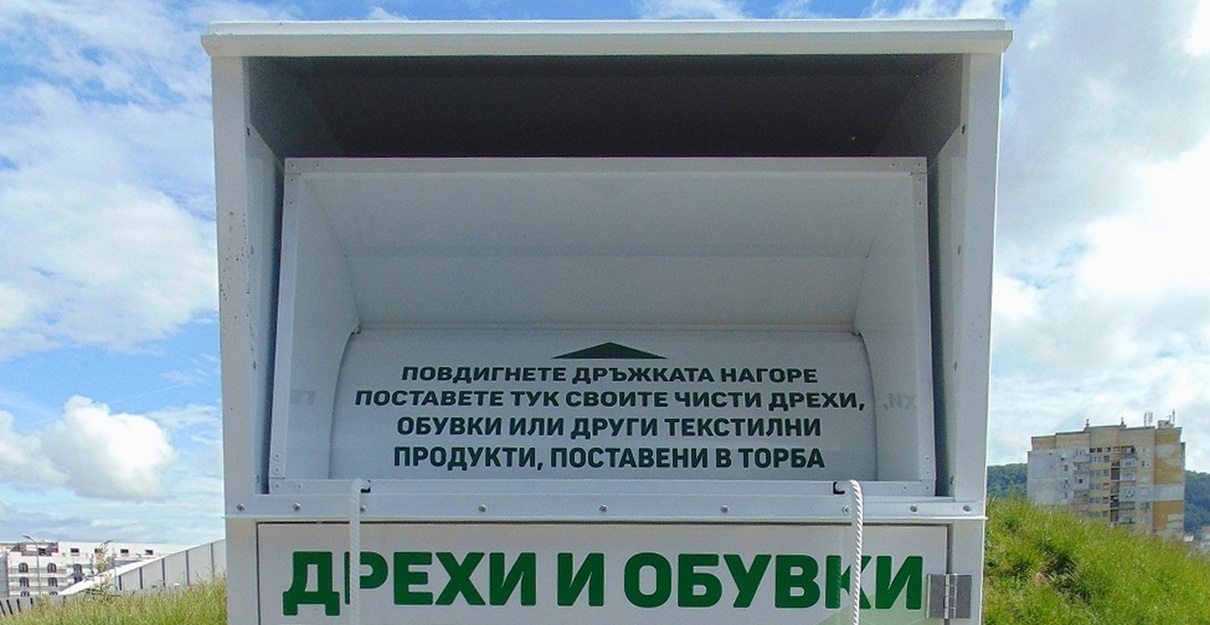 ПОВДИГНЕТЕ ДРЪЖКАТА НАГОРЕ
ПОСТАВЕТЕ ТУК СВОИТЕ ЧИСТИ ДРЕХИ,
ОБУВКИ ИЛИ ДРУГИ ТЕКСТИЛНИ
ПРОДУКТИ, ПОСТАВЕНИ В ТОРБА
ДРЕХИ И ОБУВКИ